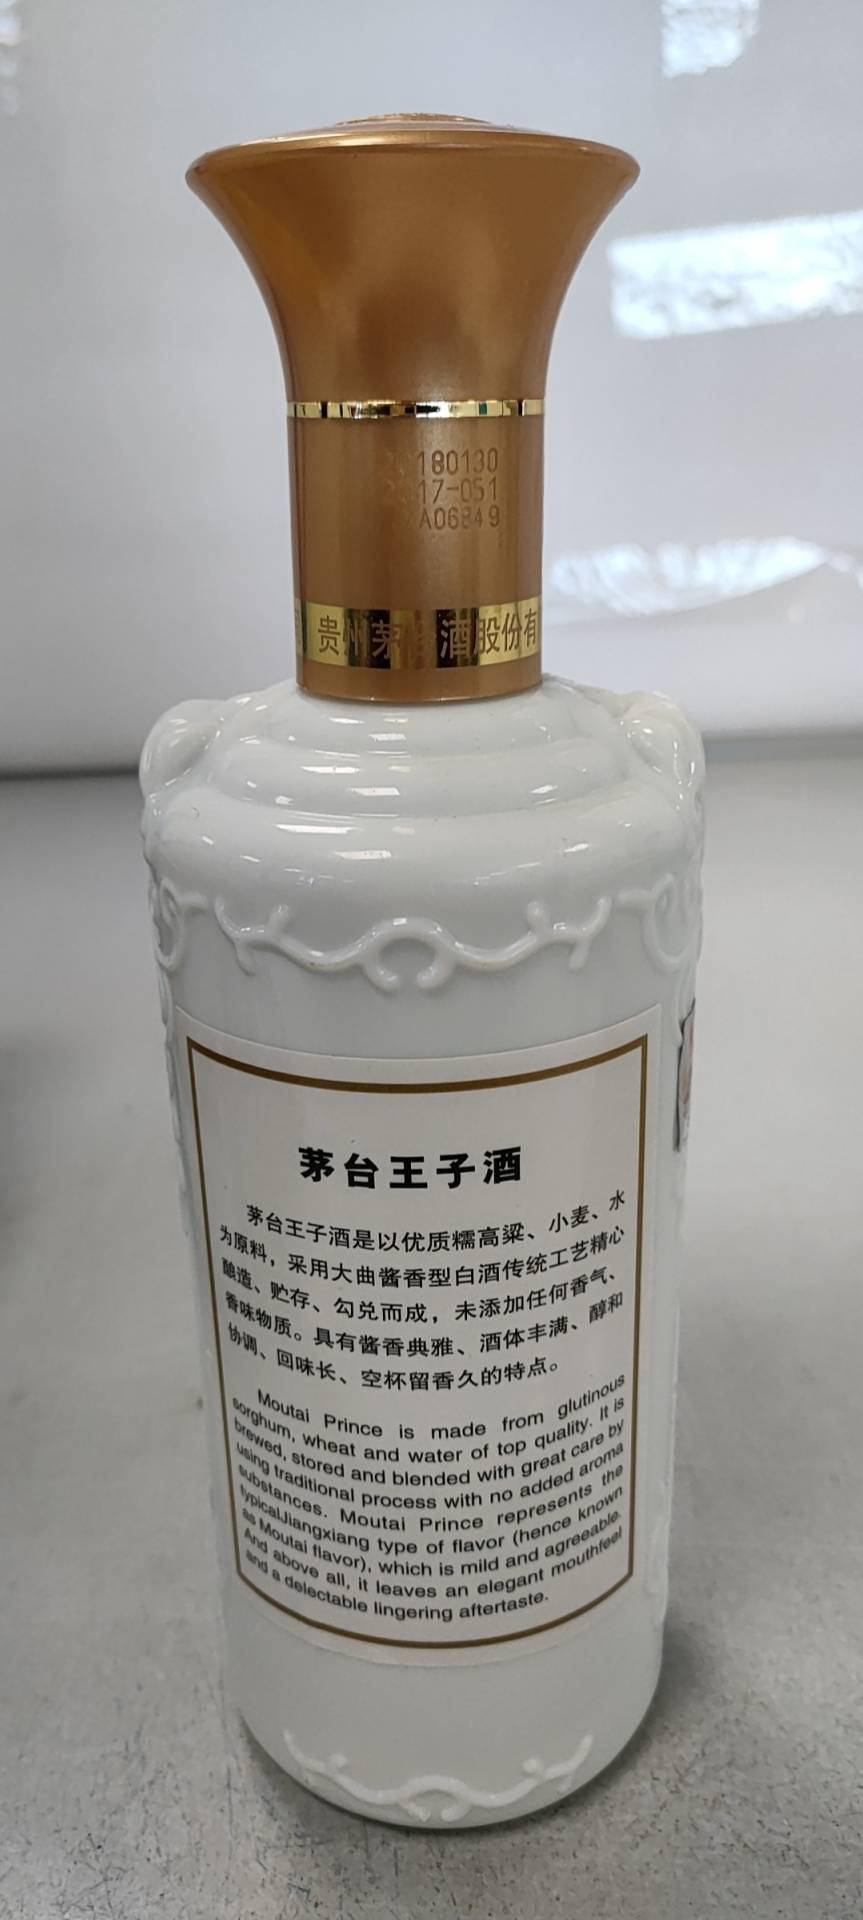 20180130
2017-051
A06849
贵州茅台酒股份有
茅台王子酒
茅台王子酒是以优质糯高粱、小麦、水
为原料，采用大曲酱香型白酒传统工艺精心
酿造、贮存、勾兑而成，未添加任何香气、
香味物质。具有酱香典雅、酒体丰满、醇和
协调、回味长、空杯留香久的特点。
Moutai Prince is made from glutinous
sorghum, wheat and water of top quality. It is
brewed, stored and blended with great care by
using traditional process with no added aroma
substances. Moutai Prince represents the
typicalJiangxiang type of flavor (hence known
as Moutai flavor), which is mild and agreeable.
And above all, it leaves an elegant mouthfeel
and a delectable lingering aftertaste.